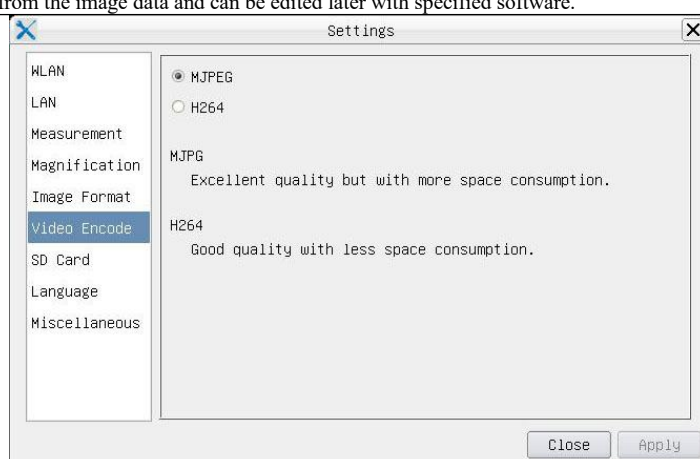 from the image data and can be edited later with specified software.
Settings
WLAN
LAN
Measurement
Magnification
Image Format
Video Encode
SD Card
Language
Miscellaneous
MJPEG
H264
MJPG
Excellent quality but with more space consumption.
H264
Good quality with less space consumption.
Close
Apply